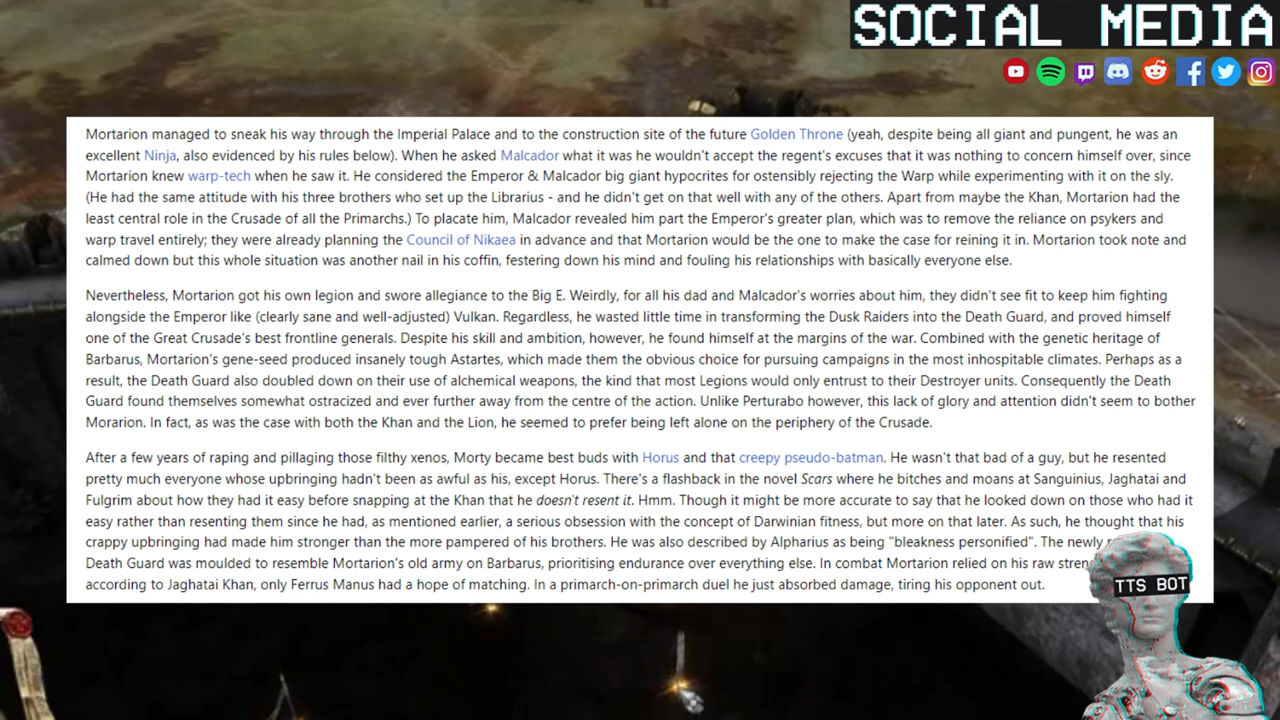 SOCIAL MEDIA
Mortarion managed to sneak his way through the Imperial Palace and to the construction site of the future Golden Throne (yeah, despite being all giant and pungent, he was an
excellent Ninja, also evidenced by his rules below). When he asked Malcador what it was he wouldn't accept the regent's excuses that it was nothing to concern himself over, since
Mortarion knew warp-tech when he saw it. He considered the Emperor & Malcador big giant hypocrites for ostensibly rejecting the Warp while experimenting with it on the sly.
(He had the same attitude with his three brothers who set up the Librarius - and he didn't get on that well with any of the others. Apart from maybe the Khan, Mortarion had the
least central role in the Crusade of all the Primarchs.) To placate him, Malcador revealed him part the Emperor's greater plan, which was to remove the reliance on psykers and
warp travel entirely; they were already planning the Council of Nikaea in advance and that Mortarion would be the one to make the case for reining it in. Mortarion took note and
calmed down but this whole situation was another nail in his coffin, festering down his mind and fouling his relationships with basically everyone else.
Nevertheless, Mortarion got his own legion and swore allegiance to the Big E. Weirdly, for all his dad and Malcador's worries about him, they didn't see fit to keep him fighting
alongside the Emperor like (clearly sane and well-adjusted) Vulkan. Regardless, he wasted little time in transforming the Dusk Raiders into the Death Guard, and proved himself
one of the Great Crusade's best frontline generals. Despite his skill and ambition, however, he found himself at the margins of the war. Combined with the genetic heritage of
Barbarus, Mortarion's gene-seed produced insanely tough Astartes, which made them the obvious choice for pursuing campaigns in the most inhospitable climates. Perhaps as a
result, the Death Guard also doubled down on their use of alchemical weapons, the kind that most Legions would only entrust to their Destroyer units. Consequently the Death
Guard found themselves somewhat ostracized and ever further away from the centre of the action. Unlike Perturabo however, this lack of glory and attention didn't seem to bother
Morarion. In fact, as was the case with both the Khan and the Lion, he seemed to prefer being left alone on the periphery of the Crusade.
After a few years of raping and pillaging those filthy xenos, Morty became best buds with Horus and that creepy pseudo-batman. He wasn't that bad of a guy, but he resented
pretty much everyone whose upbringing hadn't been as awful as his, except Horus. There's a flashback in the novel Scars where he bitches and moans at Sanguinius, Jaghatai and
Fulgrim about how they had it easy before snapping at the Khan that he doesn't resent it. Hmm. Though it might be more accurate to say that he looked down on those who had it
easy rather than resenting them since he had, as mentioned earlier, a serious obsession with the concept of Darwinian fitness, but more on that later. As such, he thought that his
crappy upbringing had made him stronger than the more pampered of his brothers. He was also described by Alpharius as being "bleakness personified". The newly
Death Guard was moulded to resemble Mortarion's old army on Barbarus, prioritising endurance over everything else. In combat Mortarion relied on his raw
according to Jaghatai Khan, only Ferrus Manus had a hope of matching. In a primarch-on-primarch duel he just absorbed damage, tiring his opponent out.
TTS BOT